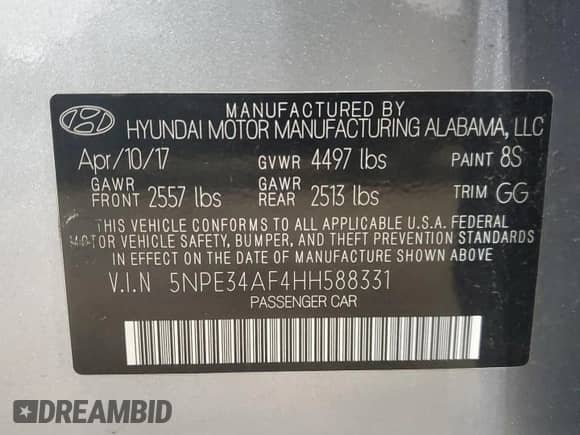 MANUFACTURED BY
HYUNDAI MOTOR MANUFACTURING ALABAMA, LLC
Apr/10/17 GVWR 4497 lbs PAINT 8S
GAWR FRONT 2557 lbs GAWR REAR 2513 lbs TRIM GG
THIS VEHICLE CONFORMS TO ALL APPLICABLE U.S.A. FEDERAL
MOTOR VEHICLE SAFETY, BUMPER, AND THEFT PREVENTION STANDARDS
IN EFFECT ON THE DATE OF MANUFACTURE SHOWN ABOVE.
V.I.N 5NPE34AF4HH588331
PASSENGER CAR
DREAMBID